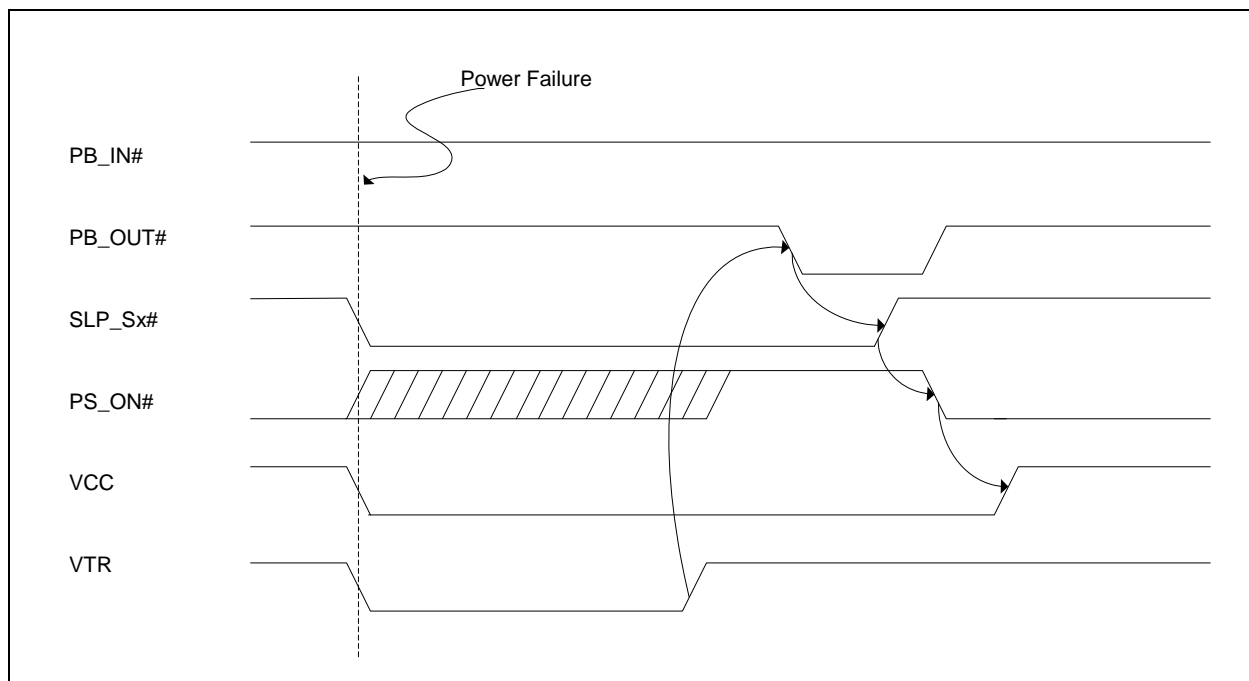 Power Failure
PB_IN#
PB_OUT#
SLP_Sx#
PS_ON#
VCC
VTR